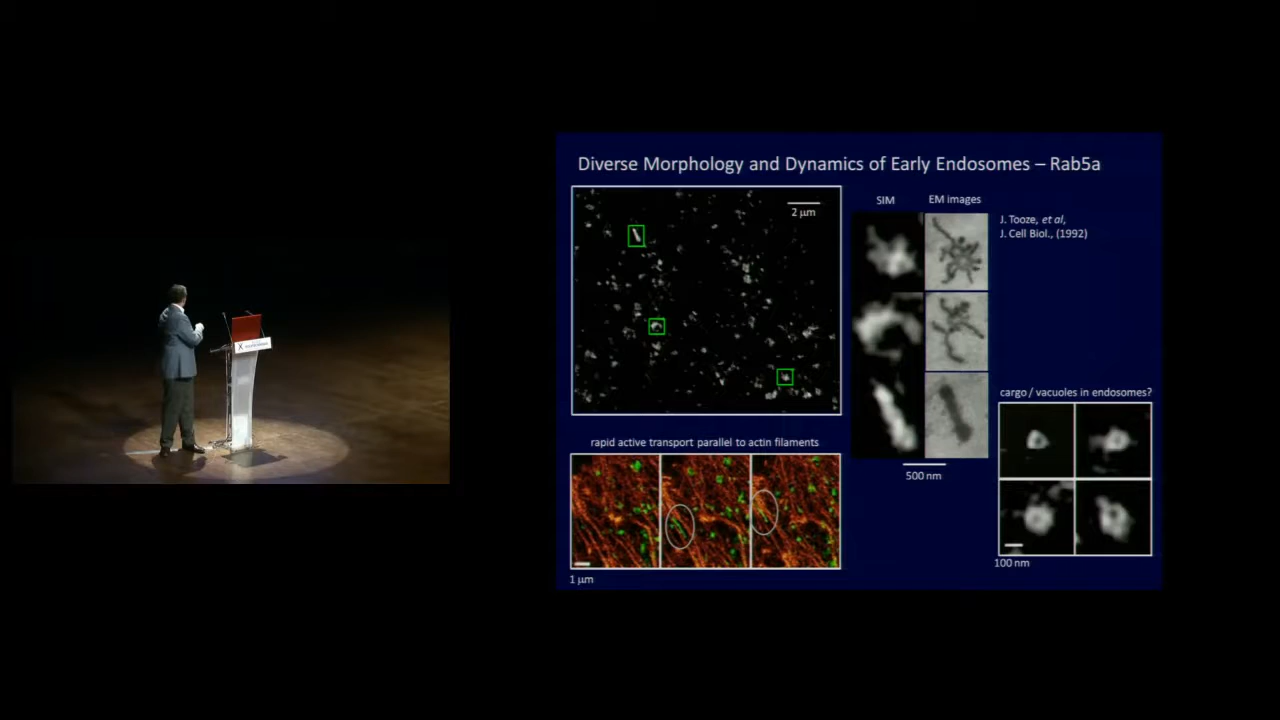 Diverse Morphology and Dynamics of Early Endosomes – Rab5a
2 μm
SIM
EM images
J. Tooze, et al,
J. Cell Biol., (1992)
rapid active transport parallel to actin filaments
1 μm
500 nm
cargo / vacuoles in endosomes?
100 nm